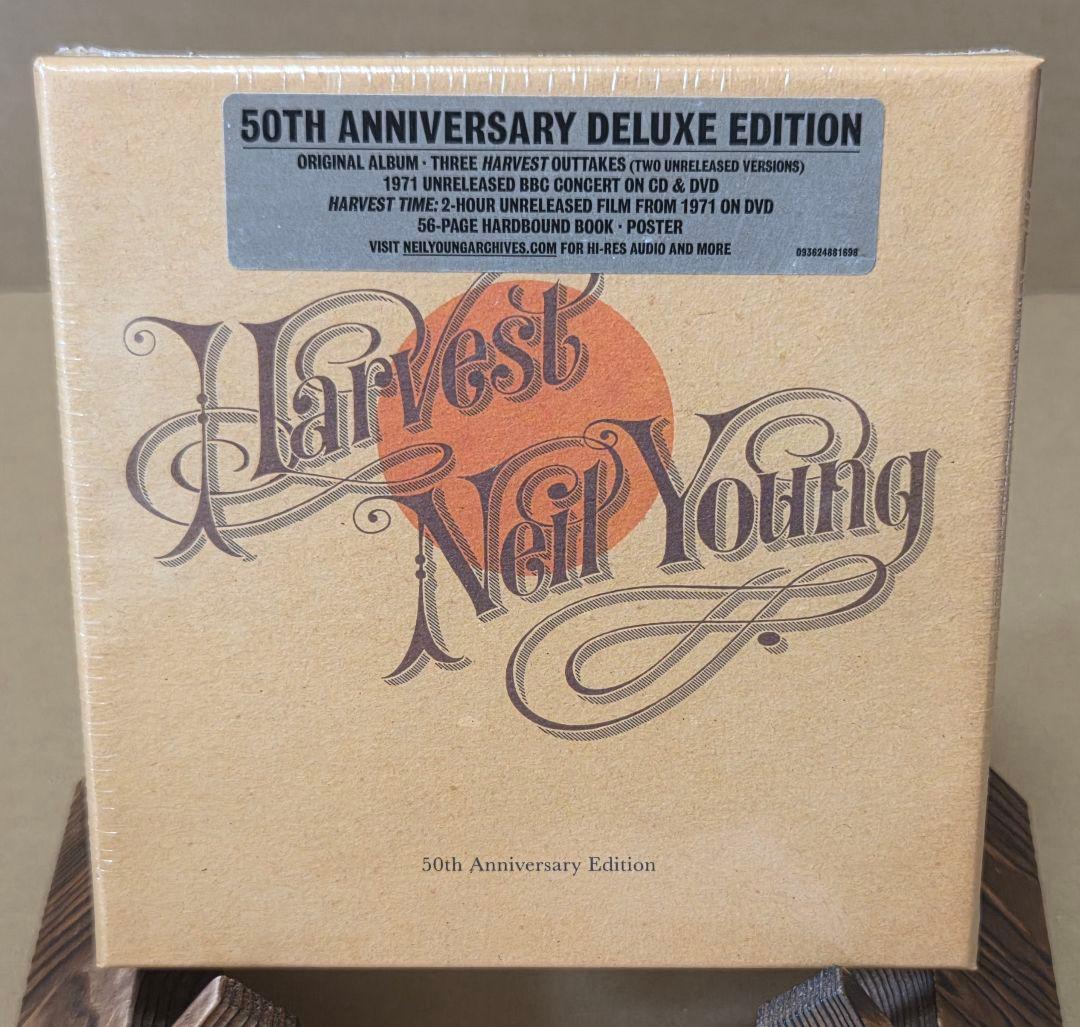 50TH ANNIVERSARY DELUXE EDITION
ORIGINAL ALBUM · THREE HARVEST OUTTAKES (TWO UNRELEASED VERSIONS)
1971 UNRELEASED BBC CONCERT ON CD & DVD
HARVEST TIME: 2-HOUR UNRELEASED FILM FROM 1971 ON DVD
56-PAGE HARDBOUND BOOK · POSTER
VISIT NEILYOUNGARCHIVES.COM FOR HI-RES AUDIO AND MORE
093624881698
Harvest
Neil Young
50th Anniversary Edition